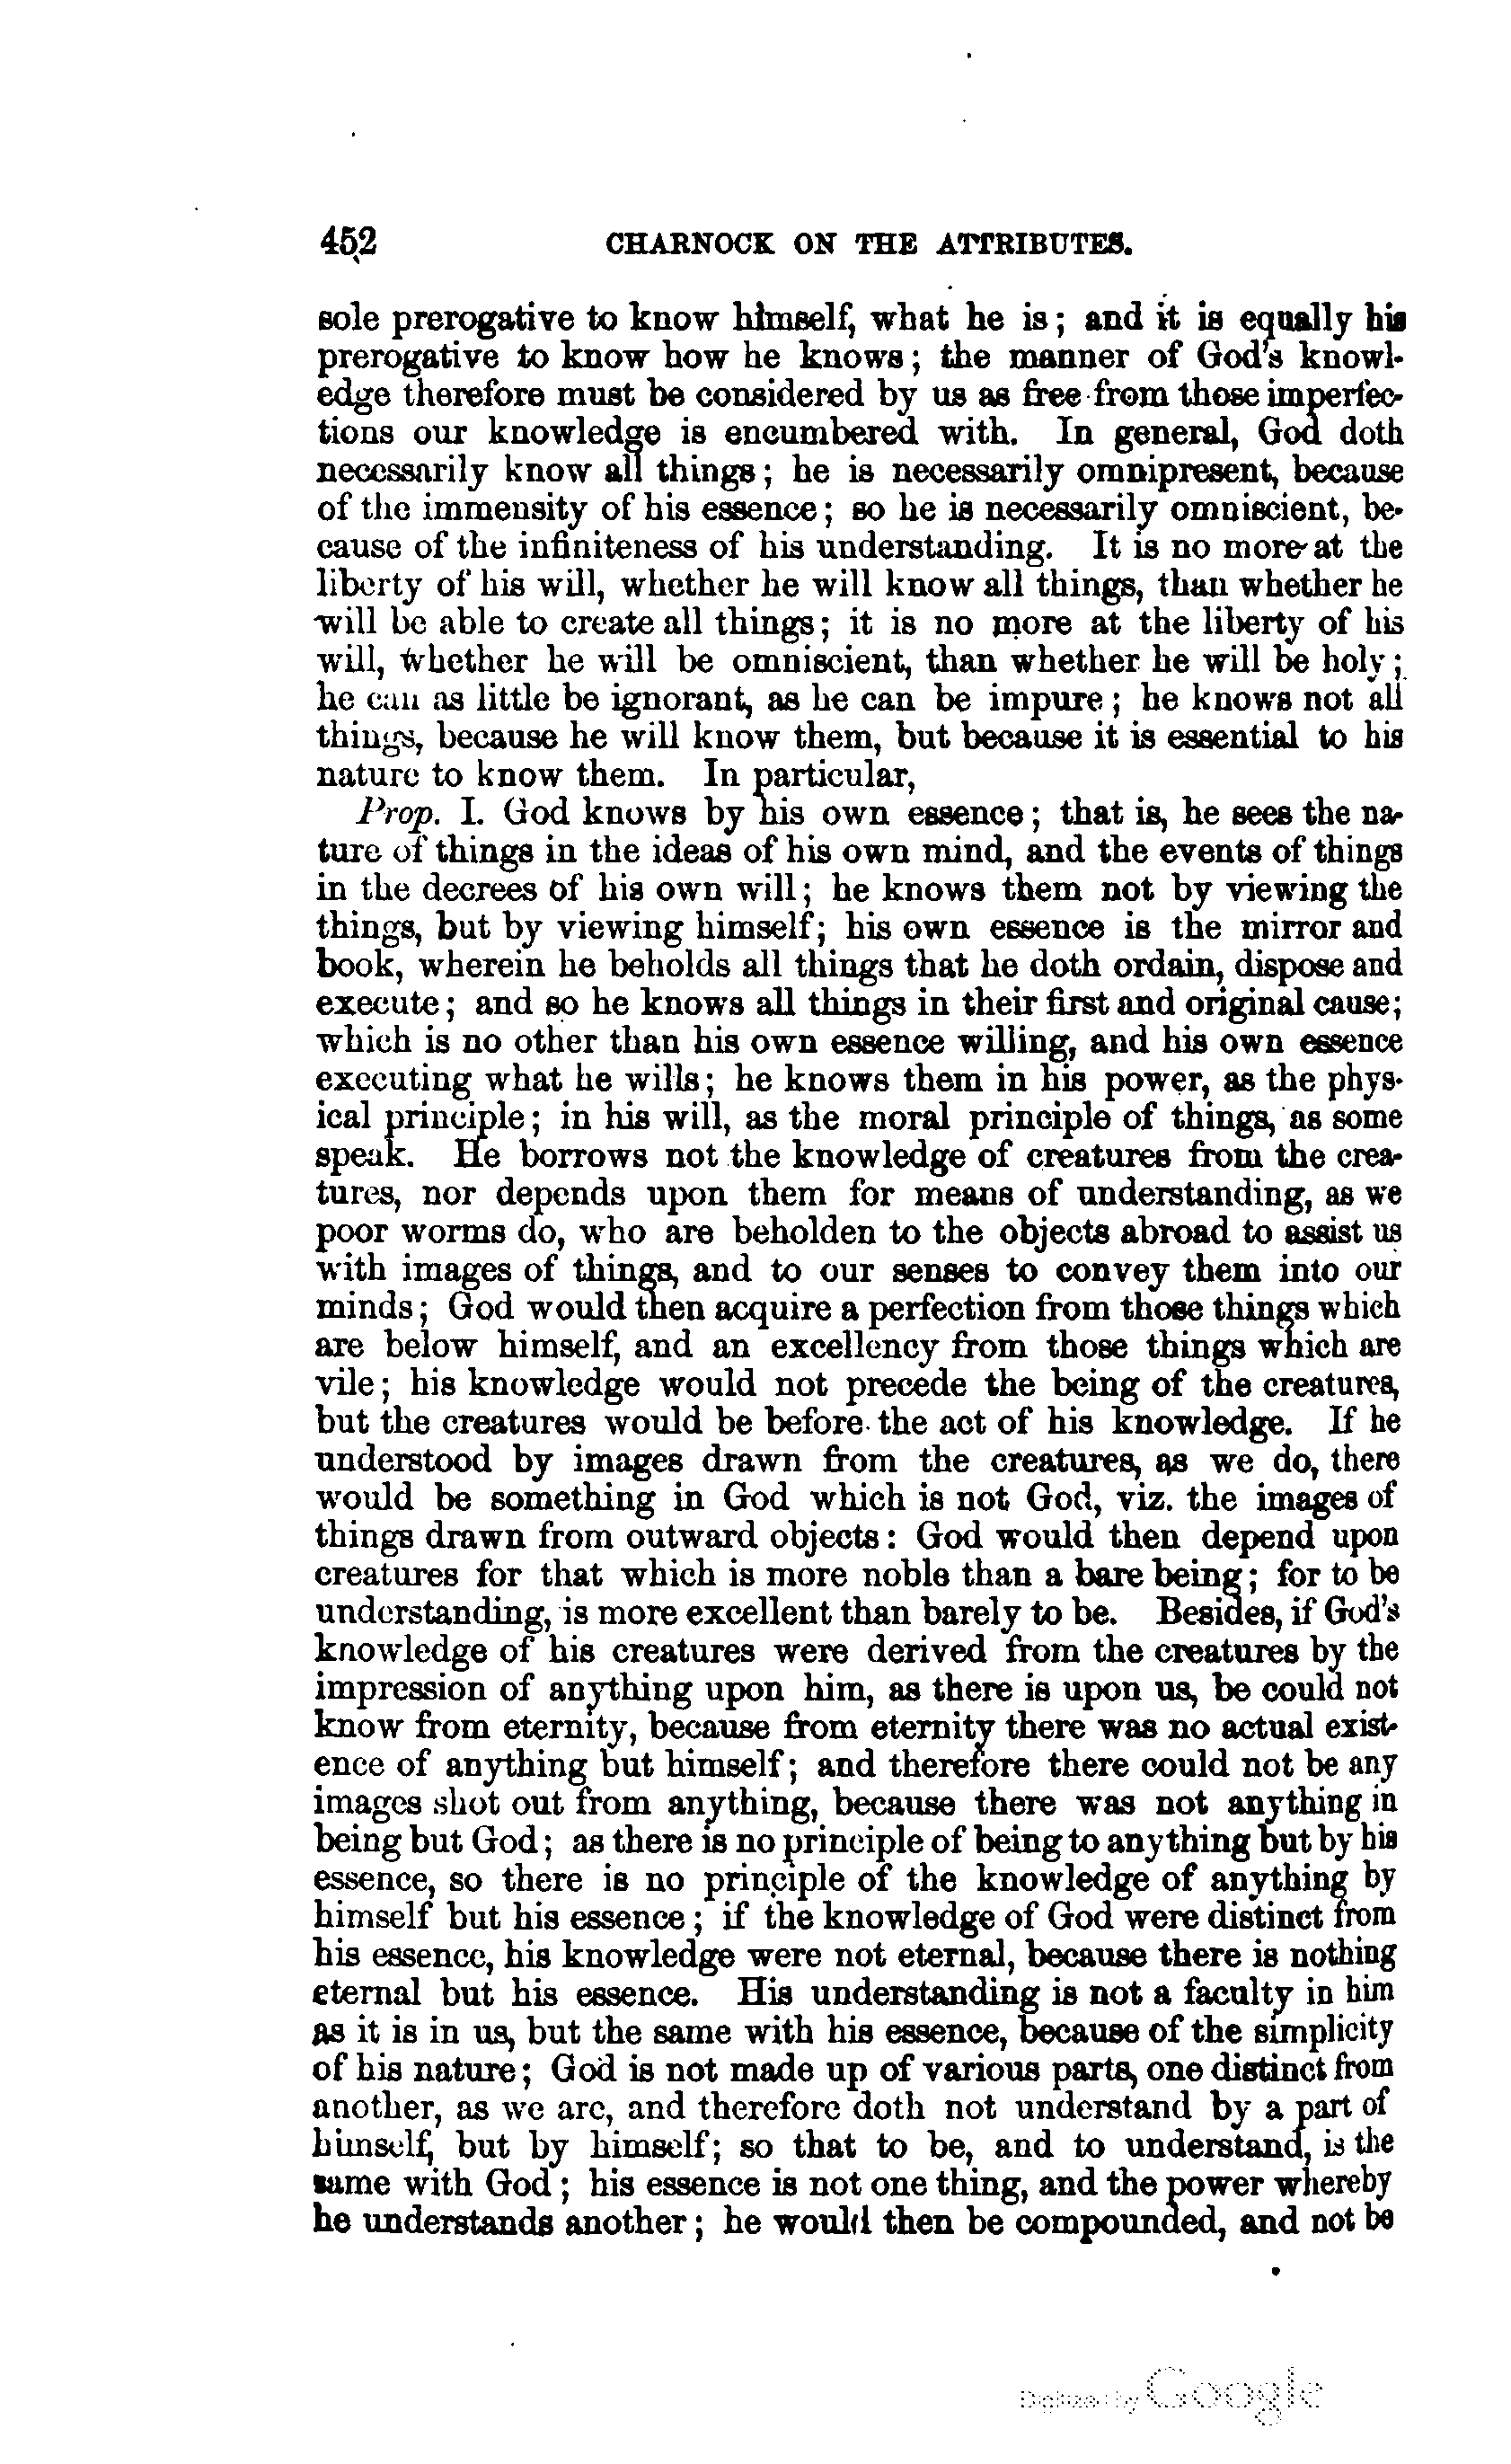 452 CHARNOCK ON THE ATTRIBUTES.
sole prerogative to know himself, what he is; and it is equally his
prerogative to know how he knows; the manner of God's knowl-
edge therefore must be considered by us as free from those imperfec-
tions our knowledge is encumbered with. In general, God doth
necessarily know all things; he is necessarily omnipresent, because
of the immensity of his essence; so he is necessarily omniscient, be-
cause of the infiniteness of his understanding. It is no more at the
liberty of his will, whether he will know all things, than whether he
will be able to create all things; it is no more at the liberty of his
will, whether he will be omniscient, than whether he will be holy;
he can as little be ignorant, as he can be impure; he knows not all
things, because he will know them, but because it is essential to his
nature to know them. In particular,
Prop. I. God knows by his own essence; that is, he sees the na-
ture of things in the ideas of his own mind, and the events of things
in the decrees of his own will; he knows them not by viewing the
things, but by viewing himself; his own essence is the mirror and
book, wherein he beholds all things that he doth ordain, dispose and
execute; and so he knows all things in their first and original cause;
which is no other than his own essence willing, and his own essence
executing what he wills; he knows them in his power, as the phys-
ical principle; in his will, as the moral principle of things, as some
speak. He borrows not the knowledge of creatures from the crea-
tures, nor depends upon them for means of understanding, as we
poor worms do, who are beholden to the objects abroad to assist us
with images of things, and to our senses to convey them into our
minds; God would then acquire a perfection from those things which
are below himself, and an excellency from those things which are
vile; his knowledge would not precede the being of the creatures,
but the creatures would be before the act of his knowledge. If he
understood by images drawn from the creatures, as we do, there
would be something in God which is not God, viz. the images of
things drawn from outward objects: God would then depend upon
creatures for that which is more noble than a bare being; for to be
understanding, is more excellent than barely to be. Besides, if God's
knowledge of his creatures were derived from the creatures by the
impression of anything upon him, as there is upon us, be could not
know from eternity, because from eternity there was no actual exist-
ence of anything but himself; and therefore there could not be any
images shot out from anything, because there was not anything in
being but God; as there is no principle of being to anything but by his
essence, so there is no principle of the knowledge of anything by
himself but his essence; if the knowledge of God were distinct from
his essence, his knowledge were not eternal, because there is nothing
eternal but his essence. His understanding is not a faculty in him
as it is in us, but the same with his essence, because of the simplicity
of his nature; God is not made up of various parts, one distinct from
another, as we are, and therefore doth not understand by a part of
himself, but by himself; so that to be, and to understand, is the
same with God; his essence is not one thing, and the power whereby
he understands another; he would then be compounded, and not be
Digitized by Google